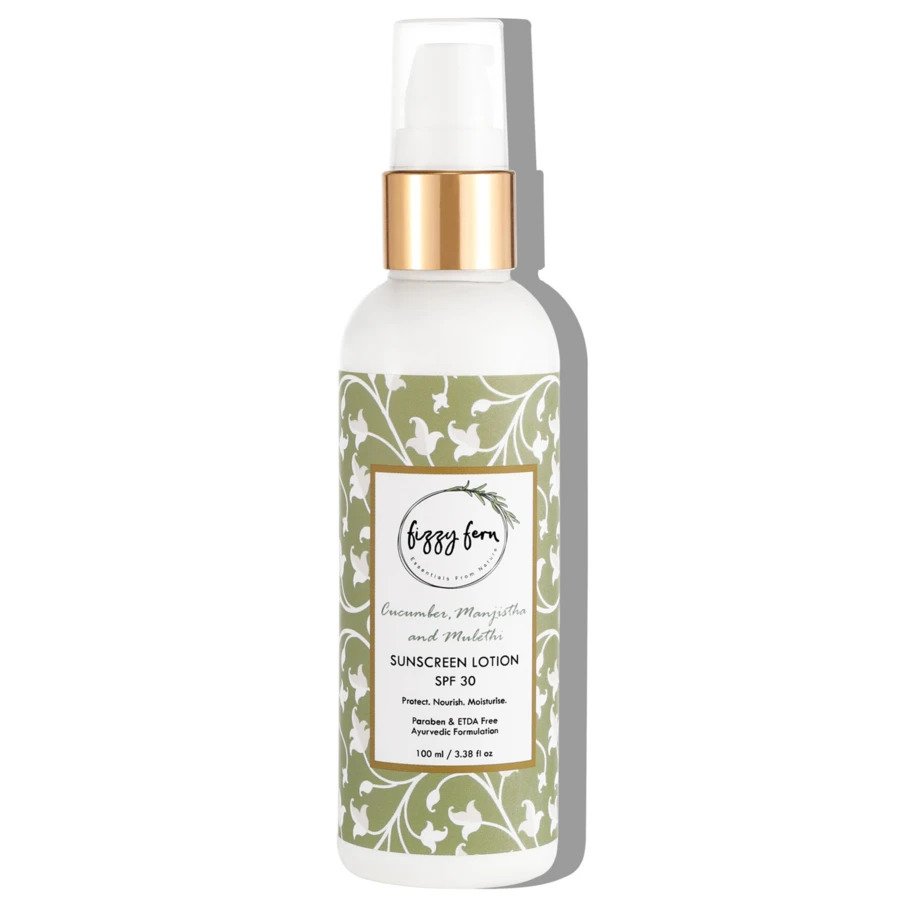 fizzy fern
Essentials From Nature
Cucumber, Manjistha
and Mulethi
SUNSCREEN LOTION
SPF 30
Protect. Nourish. Moisturise.
Paraben & ETDA Free
Ayurvedic Formulation
100 ml / 3.38 fl oz